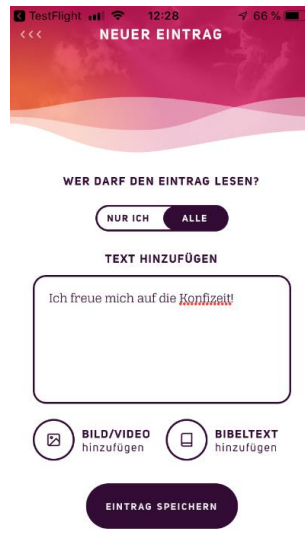 TestFlight 12:28 66 %
‹‹‹ NEUER EINTRAG
WER DARF DEN EINTRAG LESEN?
NUR ICH ALLE
TEXT HINZUFÜGEN
Ich freue mich auf die Konfizeit!
BILD/VIDEO BIBELTEXT
hinzufügen hinzufügen
EINTRAG SPEICHERN